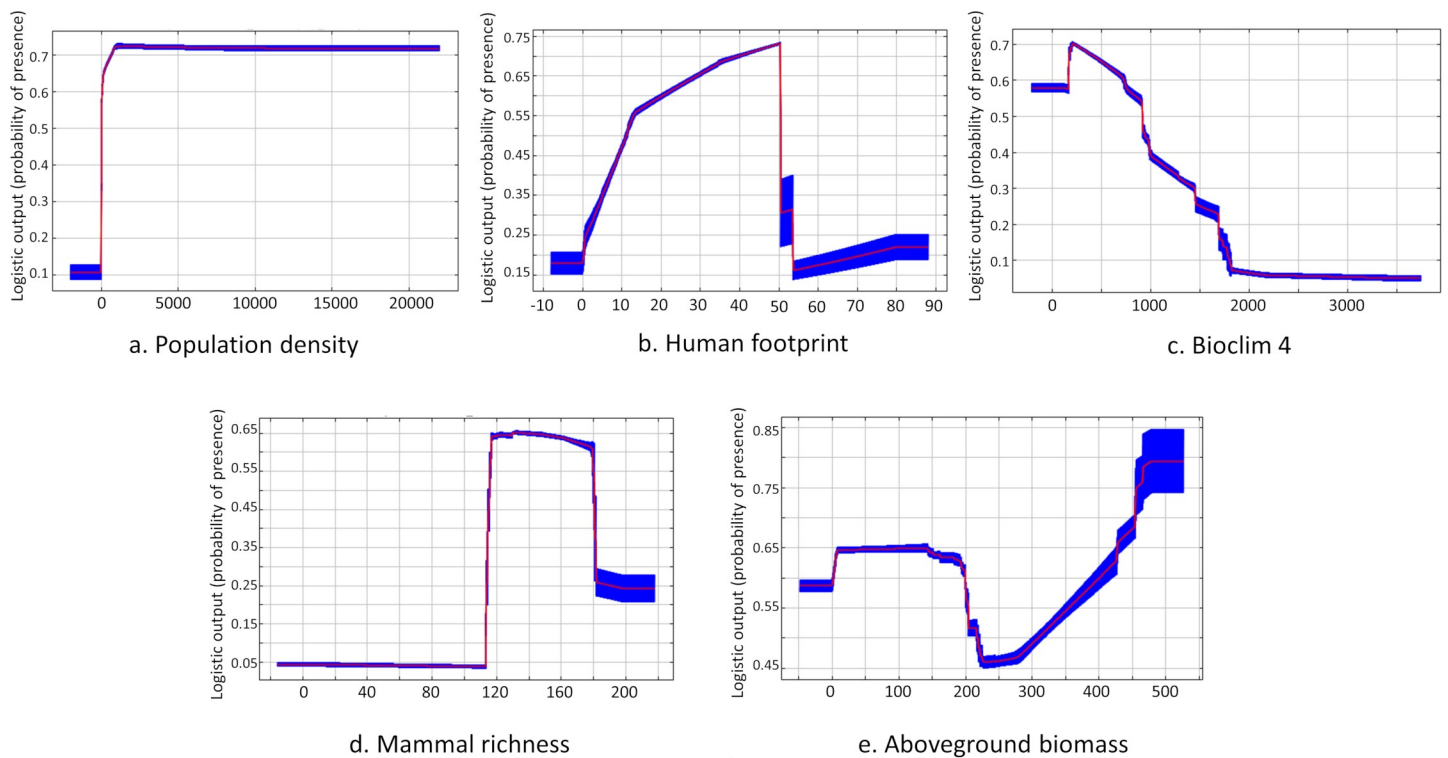 Logistic output (probability of presence)
0.7
0.6
0.5
0.4
0.3
0.2
0.1
0 5000 10000 15000 20000
a. Population density
Logistic output (probability of presence)
0.75
0.65
0.55
0.45
0.35
0.25
0.15
-10 0 10 20 30 40 50 60 70 80 90
b. Human footprint
Logistic output (probability of presence)
0.7
0.6
0.5
0.4
0.3
0.2
0.1
0 1000 2000 3000
c. Bioclim 4
Logistic output (probability of presence)
0.65
0.55
0.45
0.35
0.25
0.15
0.05
0 40 80 120 160 200
d. Mammal richness
Logistic output (probability of presence)
0.85
0.75
0.65
0.55
0.45
0 100 200 300 400 500
e. Aboveground biomass